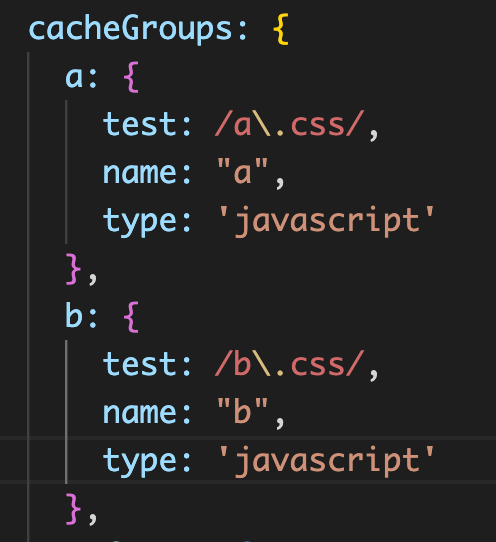 cacheGroups: {
a: {
test: /a\.css/,
name: "a",
type: 'javascript'
},
b: {
test: /b\.css/,
name: "b",
type: 'javascript'
},